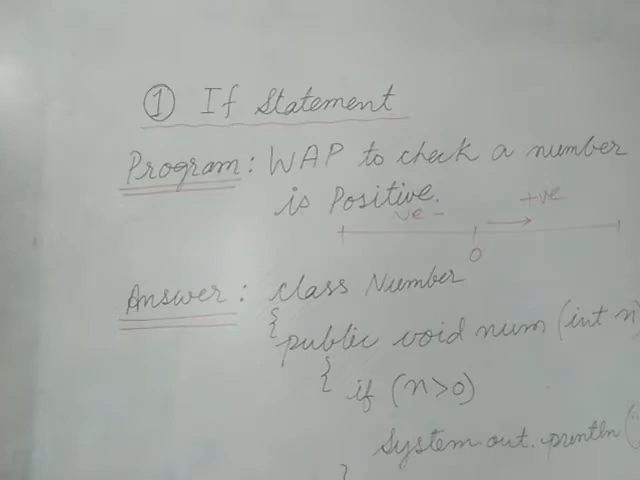 ① If Statement
Program: WAP to check a number
is Positive.
ve - +ve
0
Answer: class Number
{
public void num (int n)
{ if (n>0)
System.out.println("
}